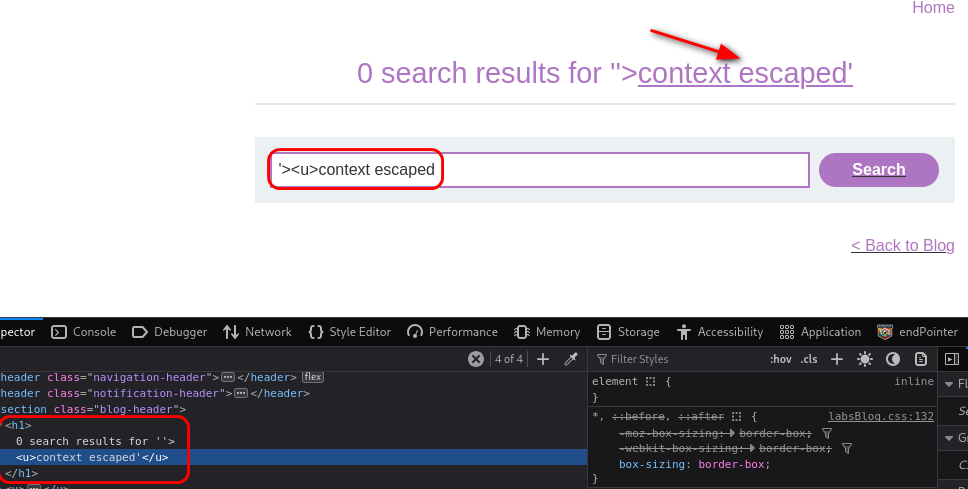 Home
0 search results for ''>context escaped'
'><u>context escaped
Search
< Back to Blog
pector Console Debugger Network Style Editor Performance Memory Storage Accessibility Application endPointer
4 of 4 + Filter Styles :hov .cls +
header class="navigation-header"> </header> flex
header class="notification-header"> </header>
section class="blog-header">
<h1>
0 search results for ''>
<u>context escaped'</u>
</h1>
element { inline
}
*, ::before, ::after { labsBlog.css:132
-moz-box-sizing: border-box;
-webkit-box-sizing: border-box;
box-sizing: border-box;
}